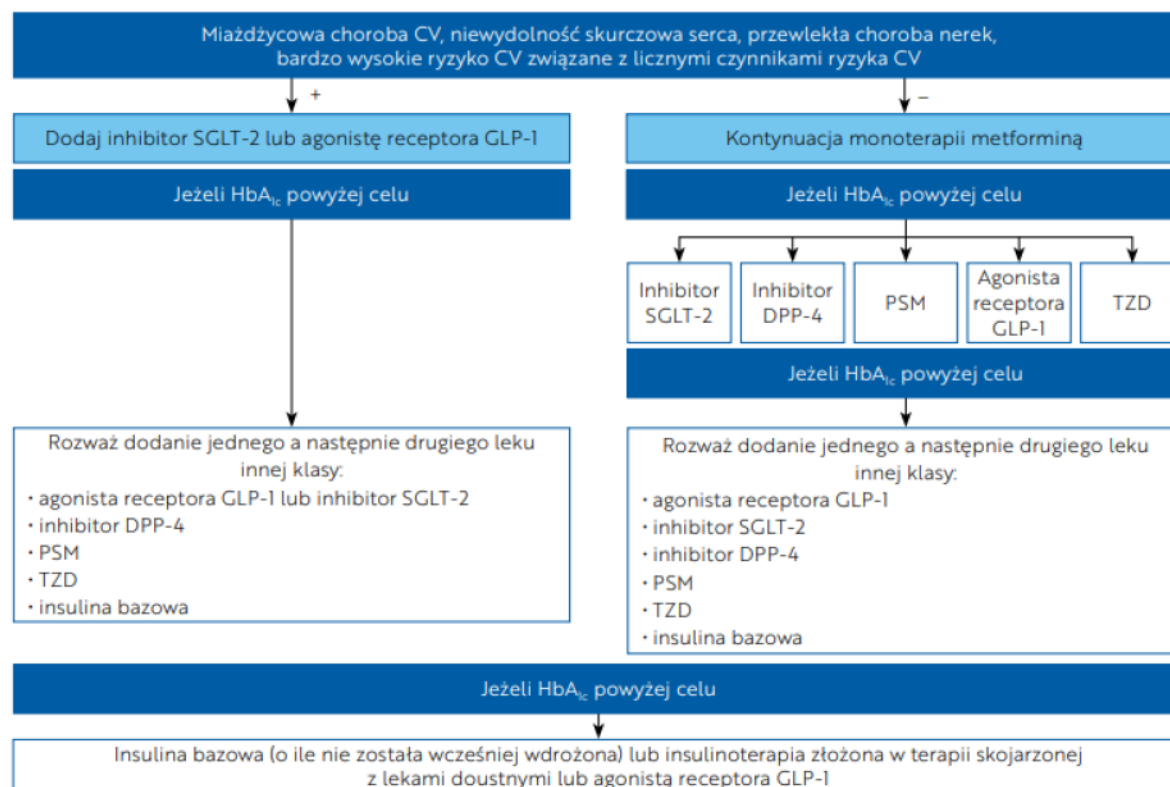 Miażdżycowa choroba CV, niewydolność skurczowa serca, przewlekła choroba nerek,
bardzo wysokie ryzyko CV związane z licznymi czynnikami ryzyka CV
+
–
Dodaj inhibitor SGLT-2 lub agonistę receptora GLP-1
Kontynuacja monoterapii metforminą
Jeżeli HbA1c powyżej celu
Jeżeli HbA1c powyżej celu
Inhibitor
SGLT-2
Inhibitor
DPP-4
PSM
Agonista
receptora
GLP-1
TZD
Jeżeli HbA1c powyżej celu
Rozważ dodanie jednego a następnie drugiego leku
innej klasy:
• agonista receptora GLP-1 lub inhibitor SGLT-2
• inhibitor DPP-4
• PSM
• TZD
• insulina bazowa
Rozważ dodanie jednego a następnie drugiego leku
innej klasy:
• agonista receptora GLP-1
• inhibitor SGLT-2
• inhibitor DPP-4
• PSM
• TZD
• insulina bazowa
Jeżeli HbA1c powyżej celu
Insulina bazowa (o ile nie została wcześniej wdrożona) lub insulinoterapia złożona w terapii skojarzonej
z lekami doustnymi lub agonistą receptora GLP-1